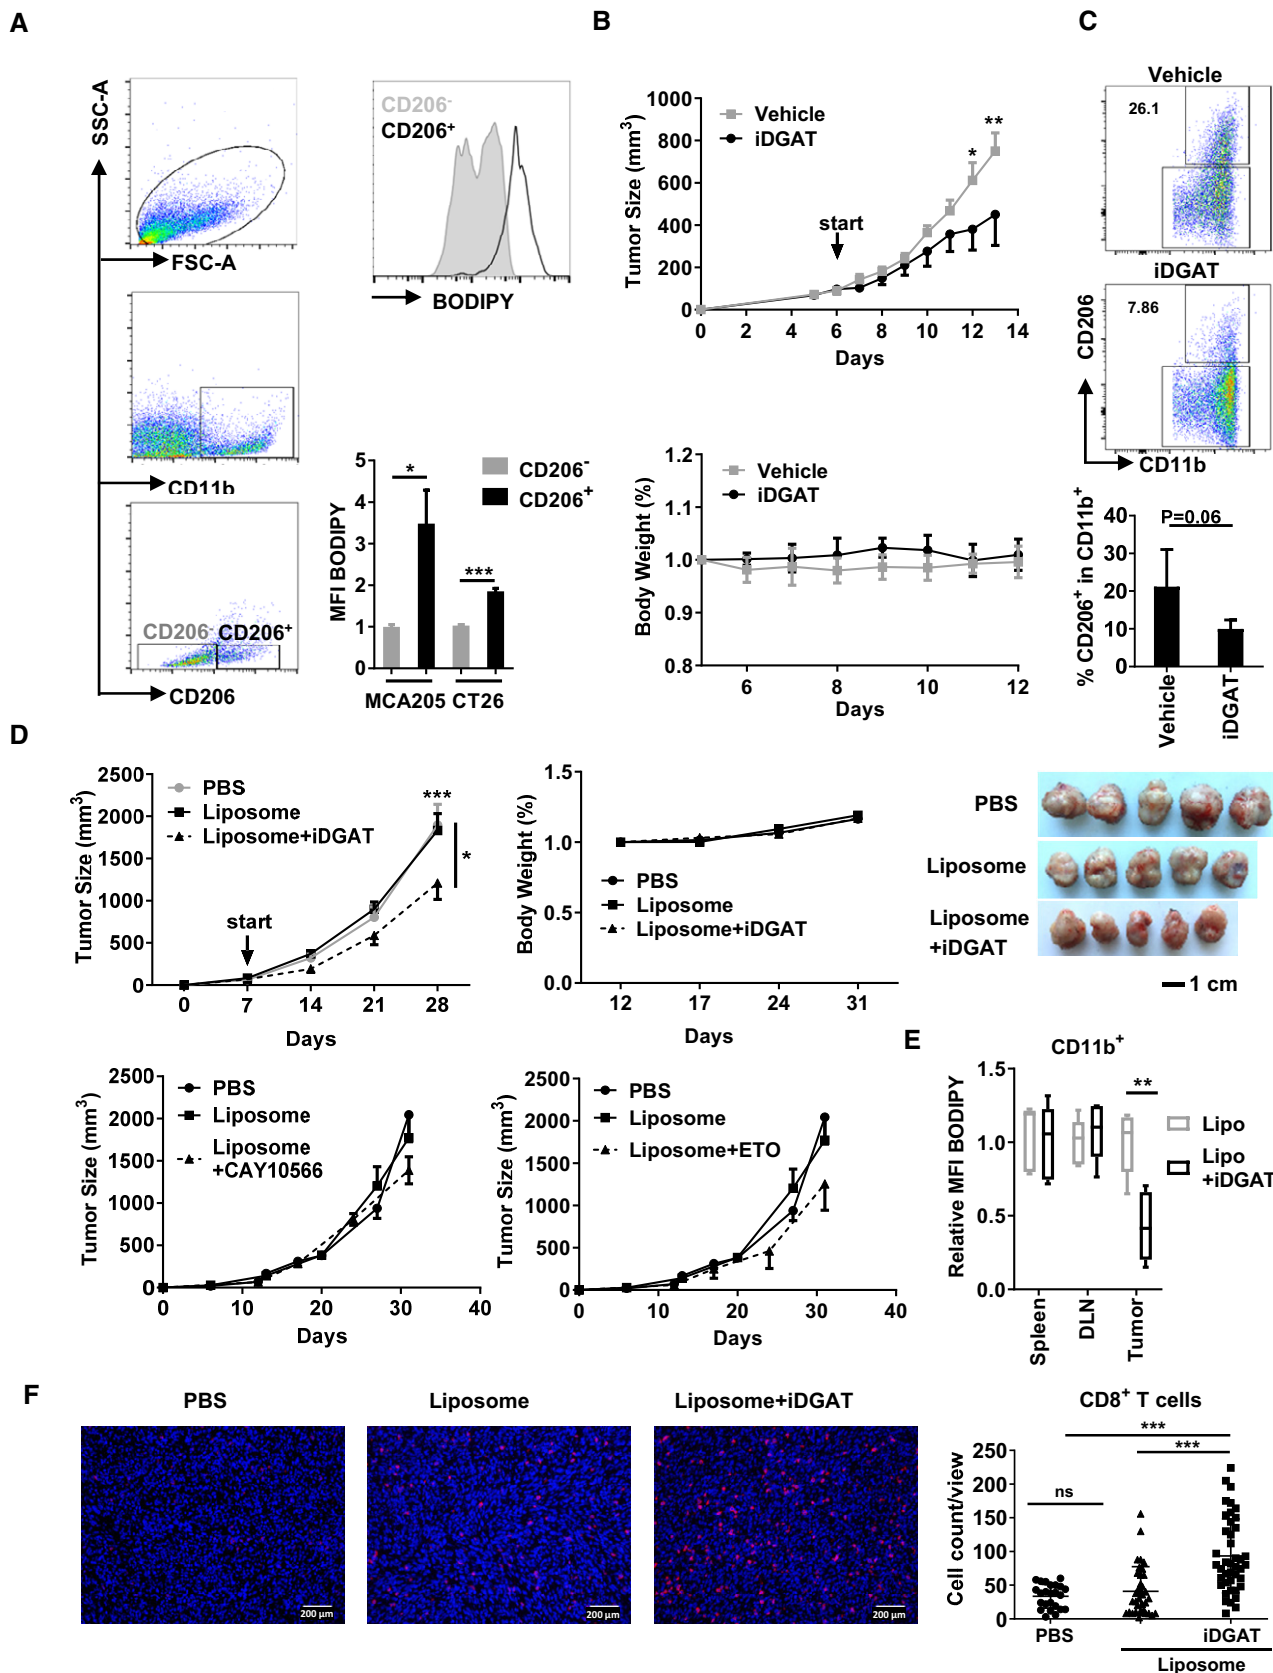 A
SSC-A
FSC-A
CD206-
CD206+
BODIPY
CD11b
CD206-
CD206+
CD206
MFI BODIPY
5
4
3
2
1
0
*
***
CD206-
CD206+
MCA205 CT26
B
Tumor Size (mm3)
1000
800
600
400
200
0
Vehicle
iDGAT
start
*
**
0 2 4 6 8 10 12 14
Days
Body Weight (%)
1.2
1.1
1.0
0.9
0.8
Vehicle
iDGAT
6 8 10 12
Days
C
Vehicle
26.1
iDGAT
7.86
CD206
CD11b
% CD206+ in CD11b+
40
30
20
10
0
P=0.06
Vehicle
iDGAT
D
Tumor Size (mm3)
2500
2000
1500
1000
500
0
PBS
Liposome
Liposome+iDGAT
start
***
*
0 7 14 21 28
Days
Body Weight (%)
1.5
1.0
0.5
0.0
PBS
Liposome
Liposome+iDGAT
12 17 24 31
Days
PBS
Liposome
Liposome
+iDGAT
1 cm
Tumor Size (mm3)
2500
2000
1500
1000
500
0
PBS
Liposome
Liposome
+CAY10566
0 10 20 30 40
Days
Tumor Size (mm3)
2500
2000
1500
1000
500
0
PBS
Liposome
Liposome+ETO
0 10 20 30 40
Days
E
CD11b+
Relative MFI BODIPY
1.5
1.0
0.5
0.0
**
Lipo
Lipo
+iDGAT
Spleen
DLN
Tumor
F
PBS
Liposome
Liposome+iDGAT
200 μm
200 μm
200 μm
CD8+ T cells
Cell count/view
250
200
150
100
50
0
ns
***
***
PBS
iDGAT
Liposome